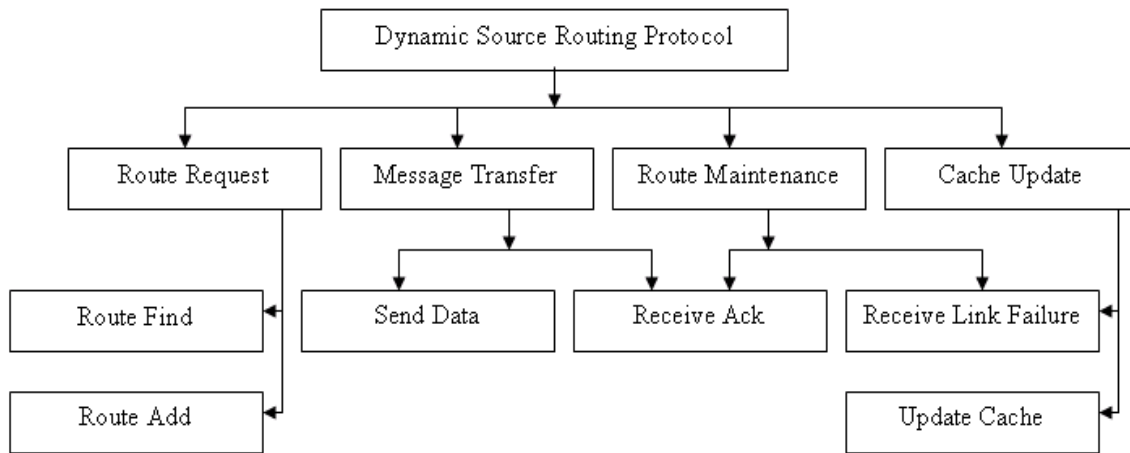 Dynamic Source Routing Protocol
Route Request
Message Transfer
Route Maintenance
Cache Update
Route Find
Send Data
Receive Ack
Receive Link Failure
Route Add
Update Cache